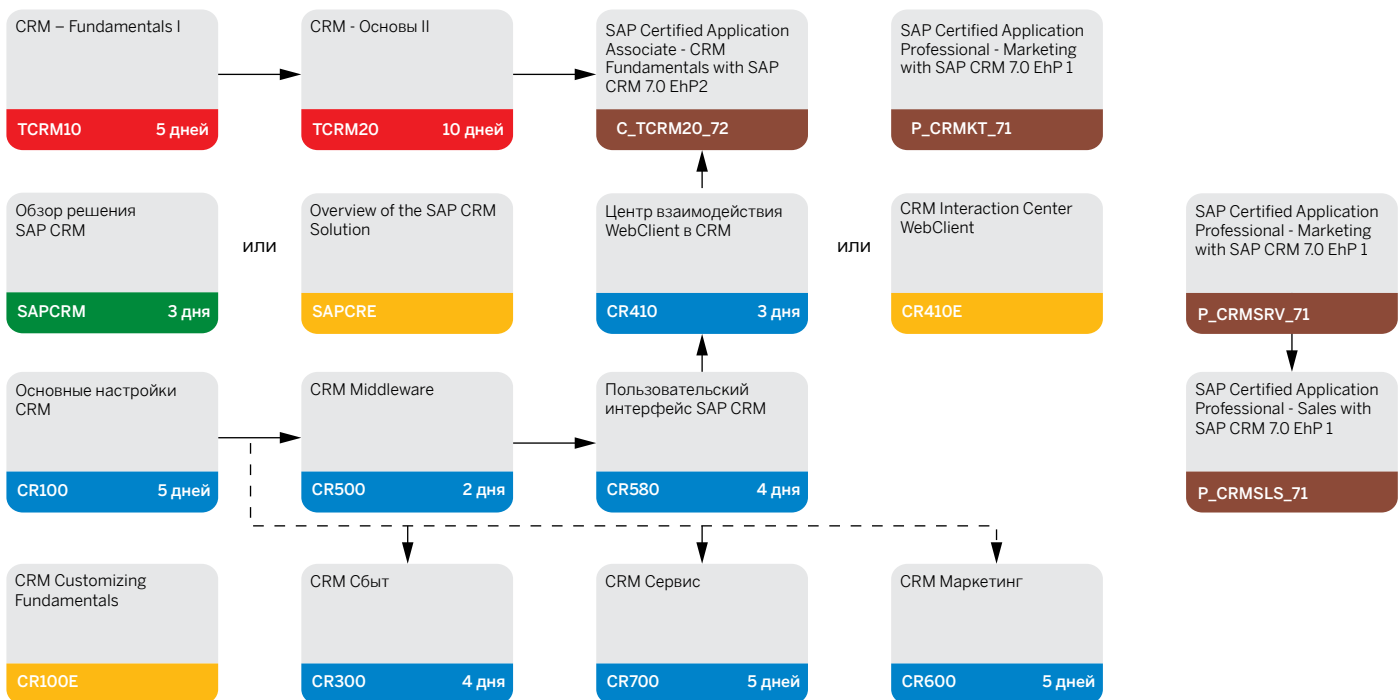 CRM – Fundamentals I
TCRM10 5 дней
CRM - Основы II
TCRM20 10 дней
SAP Certified Application
Associate - CRM
Fundamentals with SAP
CRM 7.0 EhP2
C_TCRM20_72
SAP Certified Application
Professional - Marketing
with SAP CRM 7.0 EhP 1
P_CRMKT_71
Обзор решения
SAP CRM
SAPCRM 3 дня
или
Overview of the SAP CRM
Solution
SAPCRE
Центр взаимодействия
WebClient в CRM
CR410 3 дня
или
CRM Interaction Center
WebClient
CR410E
SAP Certified Application
Professional - Marketing
with SAP CRM 7.0 EhP 1
P_CRMSRV_71
Основные настройки
CRM
CR100 5 дней
CRM Middleware
CR500 2 дня
Пользовательский
интерфейс SAP CRM
CR580 4 дня
SAP Certified Application
Professional - Sales with
SAP CRM 7.0 EhP 1
P_CRMSLS_71
CRM Customizing
Fundamentals
CR100E
CRM Сбыт
CR300 4 дня
CRM Сервис
CR700 5 дней
CRM Маркетинг
CR600 5 дней